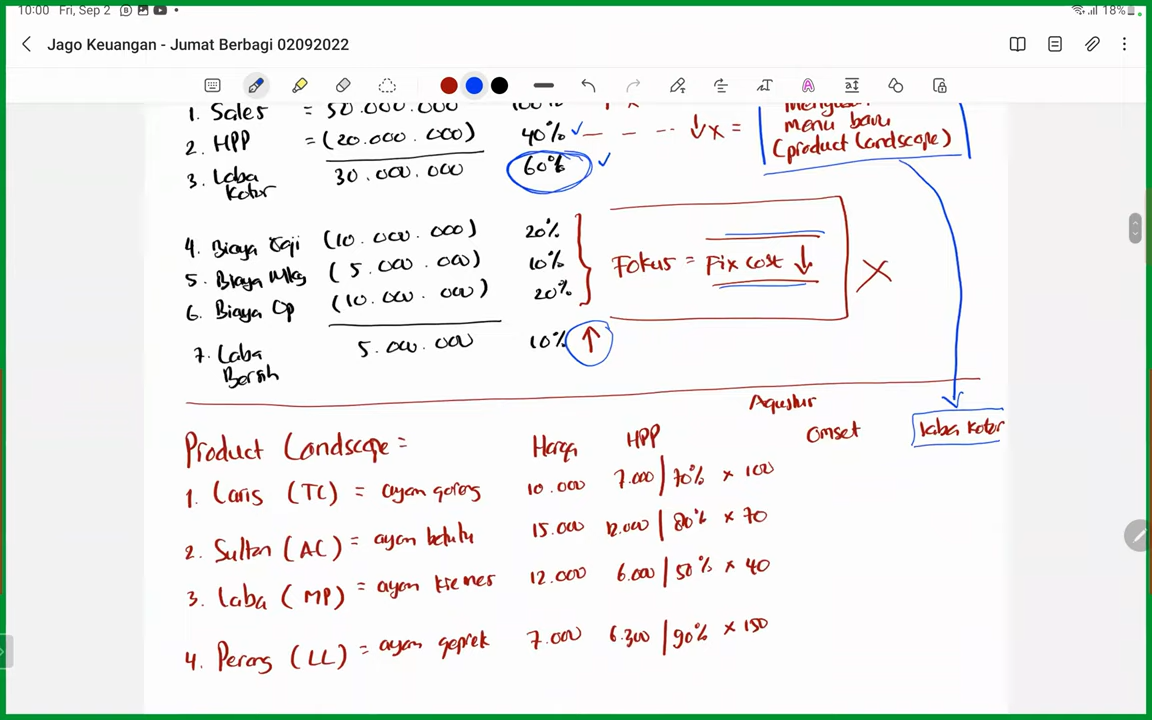 10:00 Fri, Sep 2
18%
Jago Keuangan - Jumat Berbagi 02092022
1. Sales = 50.000.000 100%
2. HPP = (20.000.000) 40% ✓ - - - - ↓ x =
menu baru
(product landscape)
3. Laba Kotor 30.000.000 60% ✓
4. Biaya Gaji (10.000.000) 20%
5. Biaya Mktg (5.000.000) 10%
6. Biaya Op (10.000.000) 20%
Fokus = Fix cost ↓ X
7. Laba Bersih 5.000.000 10% ↑
Agustus
Product Landscape = Harga HPP Omset Laba Kotor
1. Laris (TC) = ayam goreng 10.000 7.000 | 70% x 100
2. Sultan (AC) = ayam betutu 15.000 12.000 | 80% x 70
3. Laba (MP) = ayam kremes 12.000 6.000 | 50% x 40
4. Perang (LL) = ayam geprek 7.000 6.300 | 90% x 150